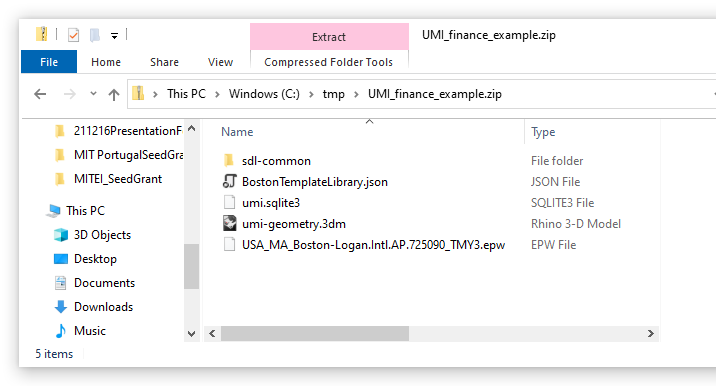 Extract
UMI_finance_example.zip
File
Home
Share
View
Compressed Folder Tools
This PC > Windows (C:) > tmp > UMI_finance_example.zip
211216PresentationF
MIT PortugalSeedGra
MITEI_SeedGrant
This PC
3D Objects
Desktop
Documents
Downloads
Music
Name
Type
sdl-common
File folder
BostonTemplateLibrary.json
JSON File
umi.sqlite3
SQLITE3 File
umi-geometry.3dm
Rhino 3-D Model
USA_MA_Boston-Logan.Intl.AP.725090_TMY3.epw
EPW File
5 items